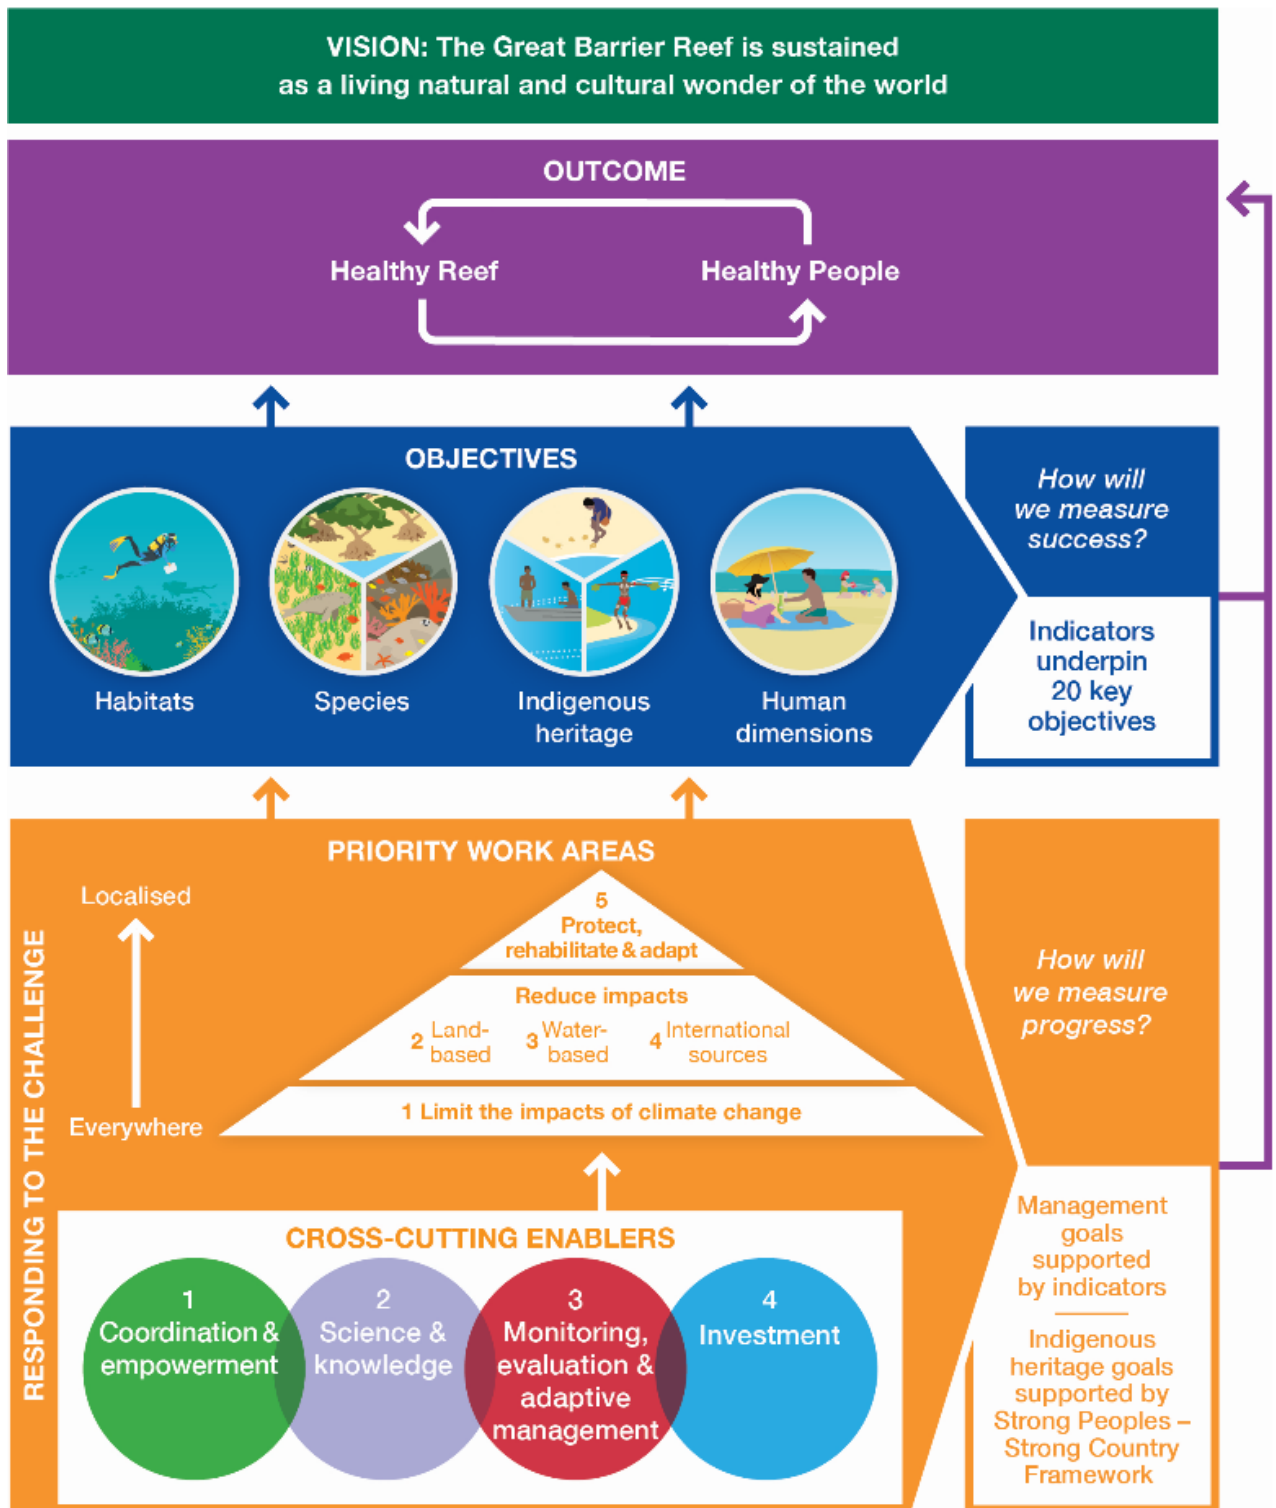 VISION: The Great Barrier Reef is sustained
as a living natural and cultural wonder of the world
OUTCOME
Healthy Reef
Healthy People
OBJECTIVES
Habitats
Species
Indigenous
heritage
Human
dimensions
How will
we measure
success?
Indicators
underpin
20 key
objectives
RESPONDING TO THE CHALLENGE
PRIORITY WORK AREAS
Localised
Everywhere
5
Protect,
rehabilitate & adapt
Reduce impacts
2 Land-
based
3 Water-
based
4 International
sources
1 Limit the impacts of climate change
CROSS-CUTTING ENABLERS
1
Coordination &
empowerment
2
Science &
knowledge
3
Monitoring,
evaluation &
adaptive
management
4
Investment
How will
we measure
progress?
Management
goals
supported
by indicators
Indigenous
heritage goals
supported by
Strong Peoples –
Strong Country
Framework